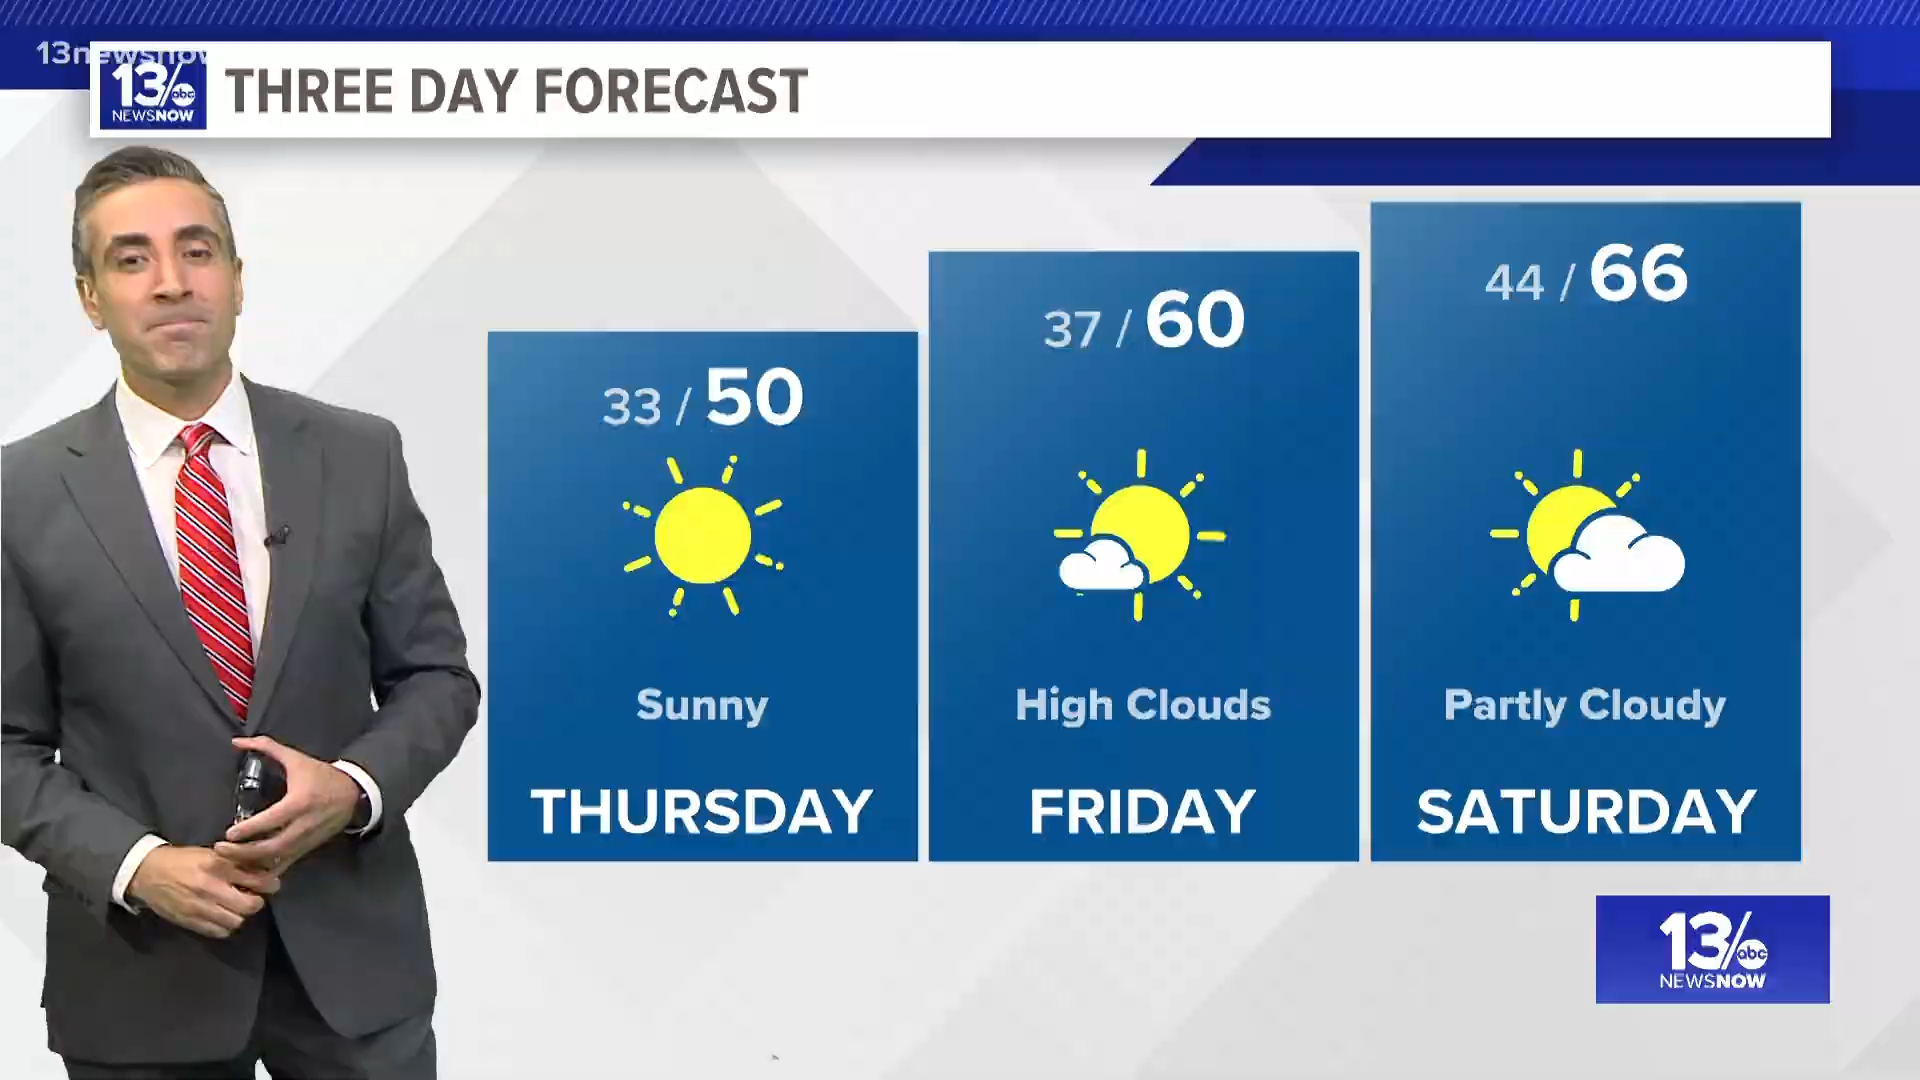 13newsnow
13/abc
NEWSNOW
THREE DAY FORECAST
33 / 50
Sunny
THURSDAY
37 / 60
High Clouds
FRIDAY
44 / 66
Partly Cloudy
SATURDAY
13/abc
NEWSNOW